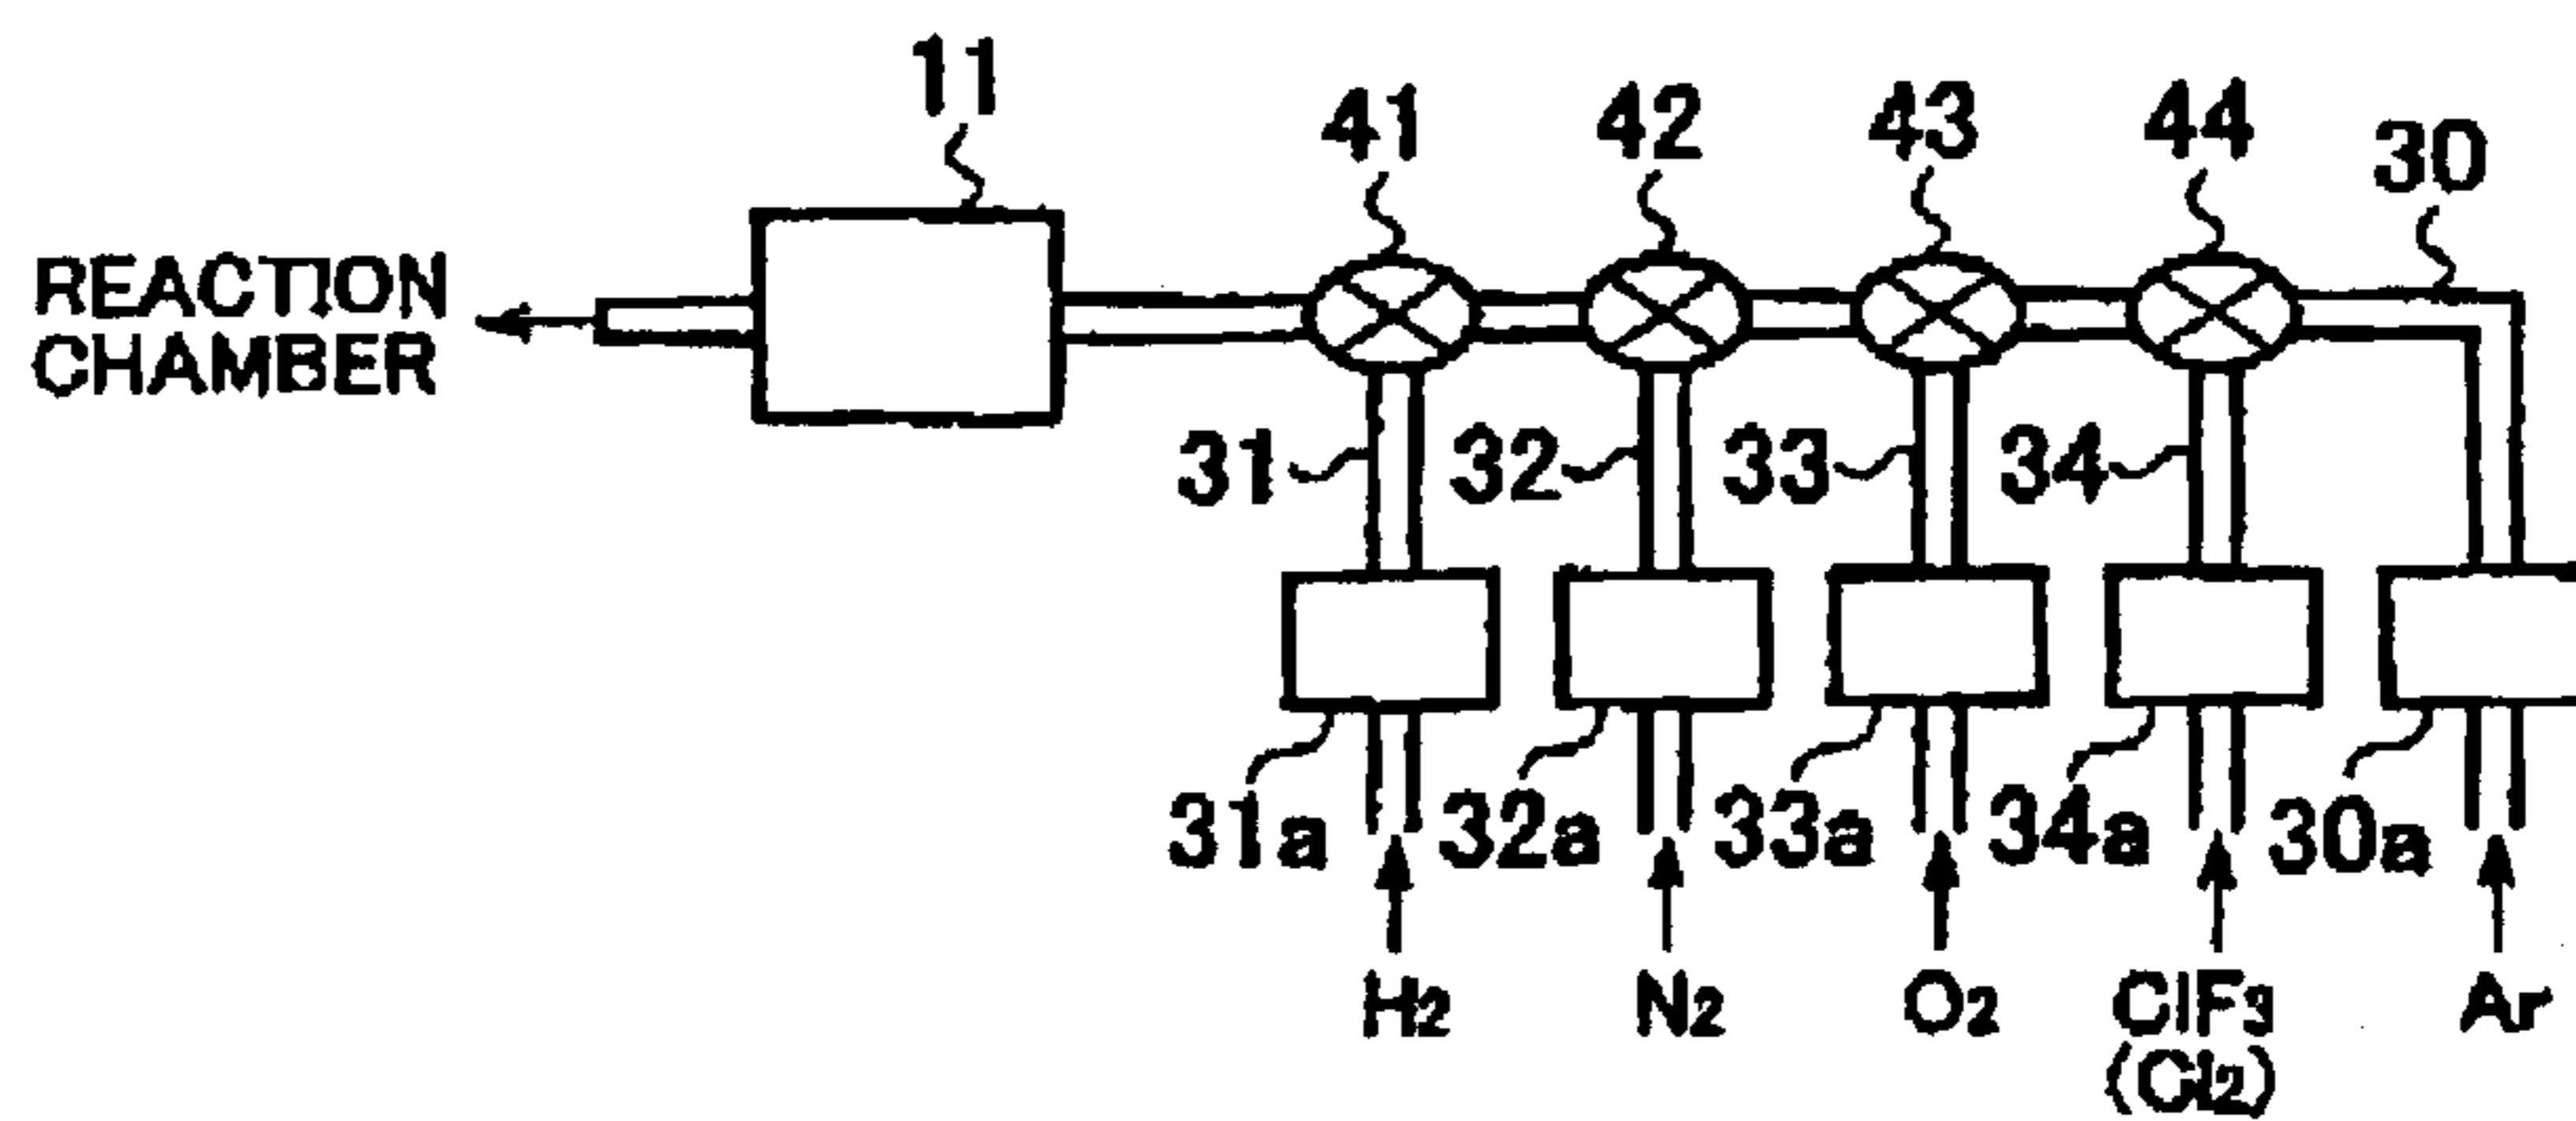 11
41 42 43 44 30
REACTION
CHAMBER
31 32 33 34
31a 32a 33a 34a 30a
H2 N2 O2 ClF3 Ar
(Cl2)